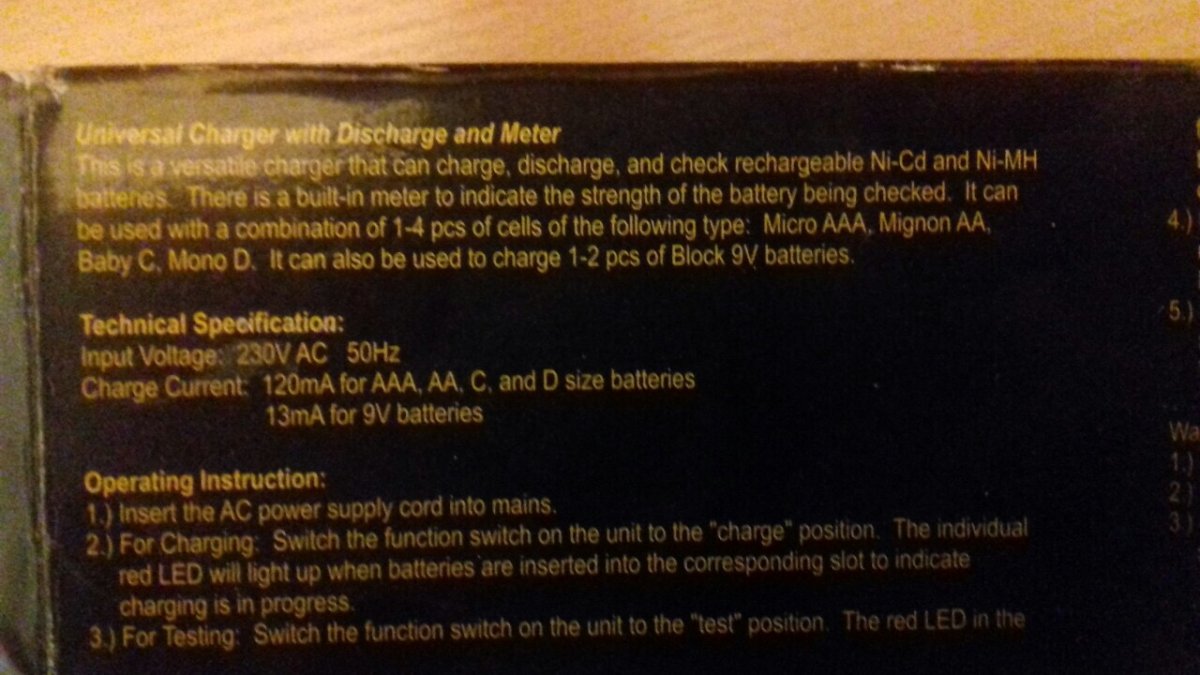 Universal Charger with Discharge and Meter
This is a versatile charger that can charge, discharge, and check rechargeable Ni-Cd and Ni-MH
batteries. There is a built-in meter to indicate the strength of the battery being checked. It can
be used with a combination of 1-4 pcs of cells of the following type: Micro AAA, Mignon AA,
Baby C, Mono D. It can also be used to charge 1-2 pcs of Block 9V batteries.
Technical Specification:
Input Voltage: 230V AC 50Hz
Charge Current: 120mA for AAA, AA, C, and D size batteries
13mA for 9V batteries
Operating Instruction:
1.) Insert the AC power supply cord into mains.
2.) For Charging: Switch the function switch on the unit to the "charge" position. The individual
red LED will light up when batteries are inserted into the corresponding slot to indicate
charging is in progress.
3.) For Testing: Switch the function switch on the unit to the "test" position. The red LED in the
4.)
5.)
Wa
1.)
2.)
3.)